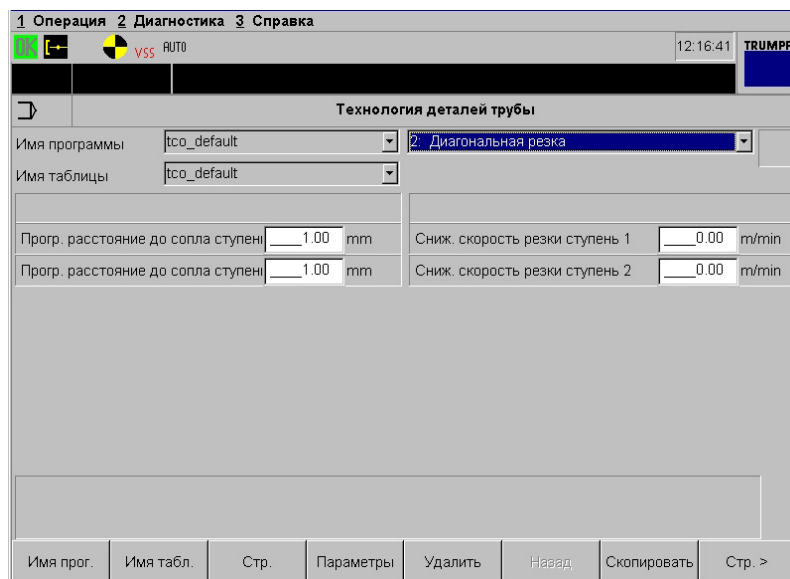 1 Операция 2 Диагностика 3 Справка
OK VSS AUTO 12:16:41 TRUMPF
Технология деталей трубы
Имя программы tco_default 2: Диагональная резка
Имя таблицы tco_default
Прогр. расстояние до сопла ступен 1.00 mm Сниж. скорость резки ступень 1 0.00 m/min
Прогр. расстояние до сопла ступен 1.00 mm Сниж. скорость резки ступень 2 0.00 m/min
Имя прог. Имя табл. Стр. Параметры Удалить Назад Скопировать Стр. >